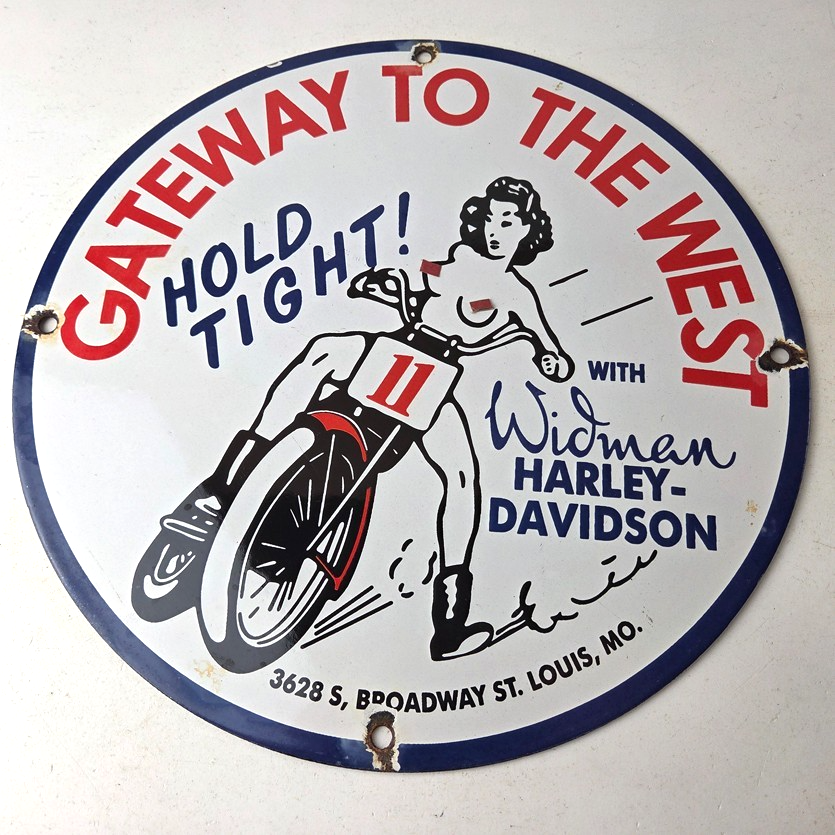 GATEWAY TO THE WEST
HOLD
TIGHT!
11
WITH
Widman
HARLEY-
DAVIDSON
3628 S, BROADWAY ST. LOUIS, MO.